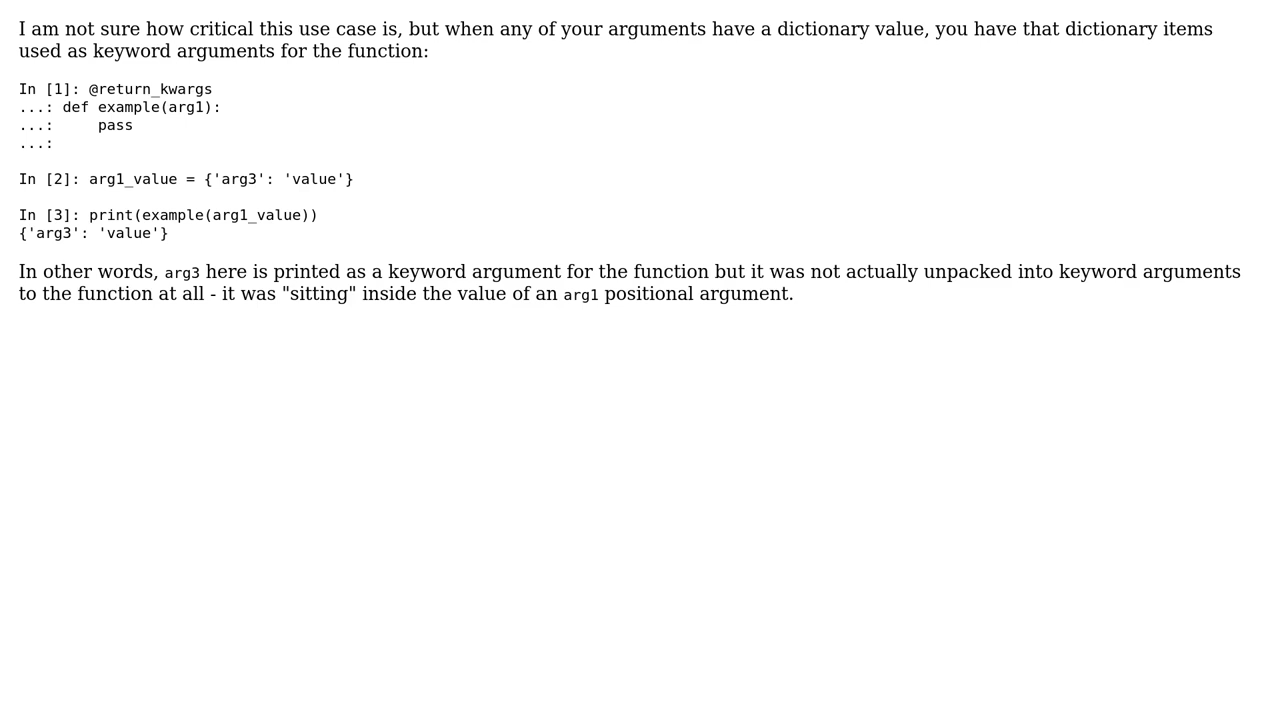 I am not sure how critical this use case is, but when any of your arguments have a dictionary value, you have that dictionary items
used as keyword arguments for the function:
In [1]: @return_kwargs
...: def example(arg1):
...:     pass
...:
In [2]: arg1_value = {'arg3': 'value'}
In [3]: print(example(arg1_value))
{'arg3': 'value'}
In other words, arg3 here is printed as a keyword argument for the function but it was not actually unpacked into keyword arguments
to the function at all - it was "sitting" inside the value of an arg1 positional argument.